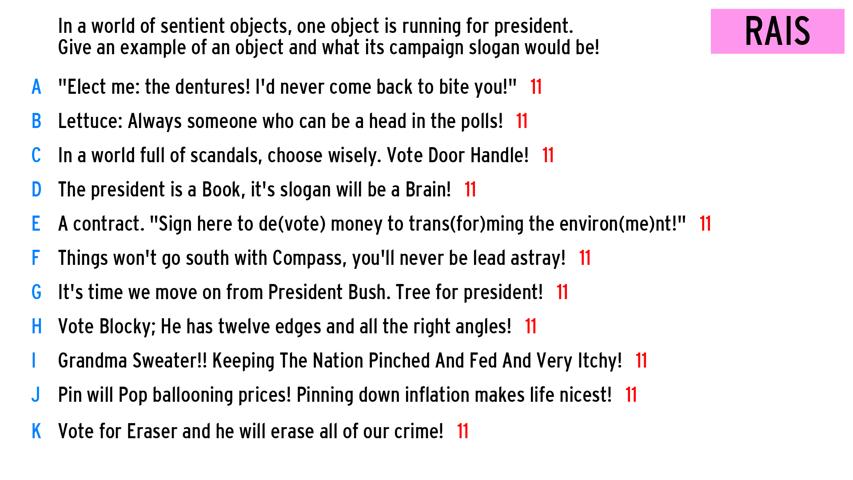 In a world of sentient objects, one object is running for president.
Give an example of an object and what its campaign slogan would be!
RAIS
A "Elect me: the dentures! I'd never come back to bite you!" 11
B Lettuce: Always someone who can be a head in the polls! 11
C In a world full of scandals, choose wisely. Vote Door Handle! 11
D The president is a Book, it's slogan will be a Brain! 11
E A contract. "Sign here to de(vote) money to trans(for)ming the environ(me)nt!" 11
F Things won't go south with Compass, you'll never be lead astray! 11
G It's time we move on from President Bush. Tree for president! 11
H Vote Blocky; He has twelve edges and all the right angles! 11
I Grandma Sweater!! Keeping The Nation Pinched And Fed And Very Itchy! 11
J Pin will Pop ballooning prices! Pinning down inflation makes life nicest! 11
K Vote for Eraser and he will erase all of our crime! 11